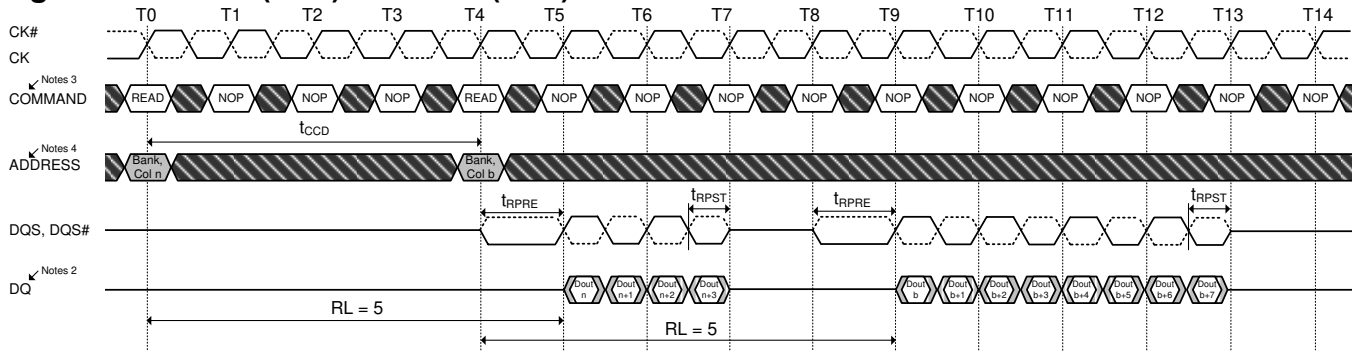 T0 T1 T2 T3 T4 T5 T6 T7 T8 T9 T10 T11 T12 T13 T14
CK#
CK
Notes 3
COMMAND READ NOP NOP NOP READ NOP NOP NOP NOP NOP NOP NOP NOP NOP NOP
tCCD
Notes 4
ADDRESS
Bank, Col n
Bank, Col b
tRPRE tRPST tRPRE tRPST
DQS, DQS#
Notes 2
DQ
Dout n
Dout n+1
Dout n+2
Dout n+3
Dout b
Dout b+1
Dout b+2
Dout b+3
Dout b+4
Dout b+5
Dout b+6
Dout b+7
RL = 5
RL = 5